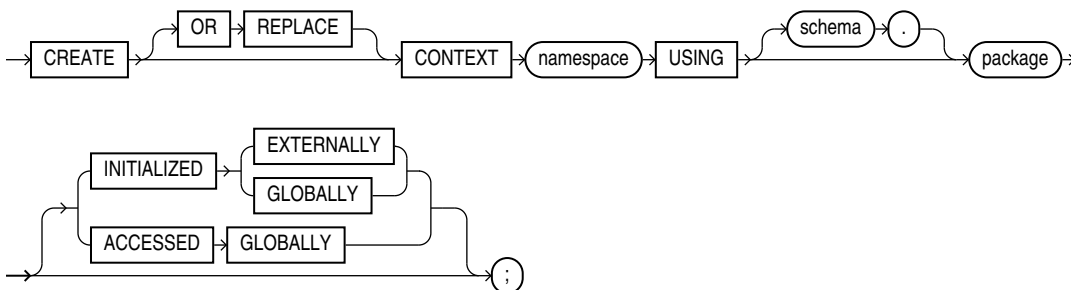 OR REPLACE schema .
CREATE CONTEXT namespace USING package
EXTERNALLY
INITIALIZED
GLOBALLY
ACCESSED GLOBALLY
;